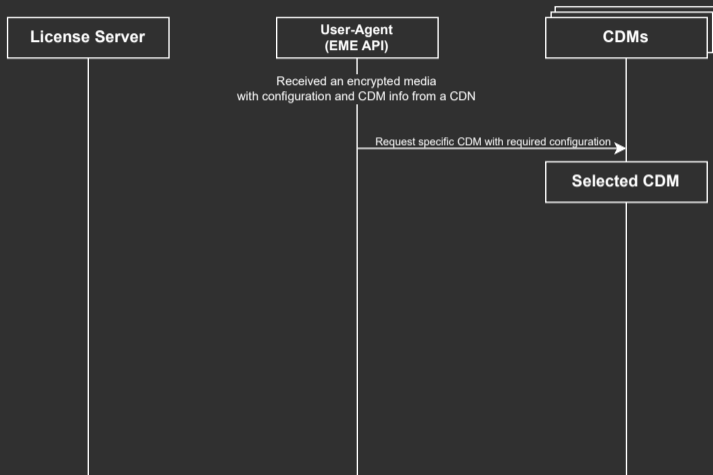 License Server
User-Agent
(EME API)
CDMs
Received an encrypted media
with configuration and CDM info from a CDN
Request specific CDM with required configuration
Selected CDM